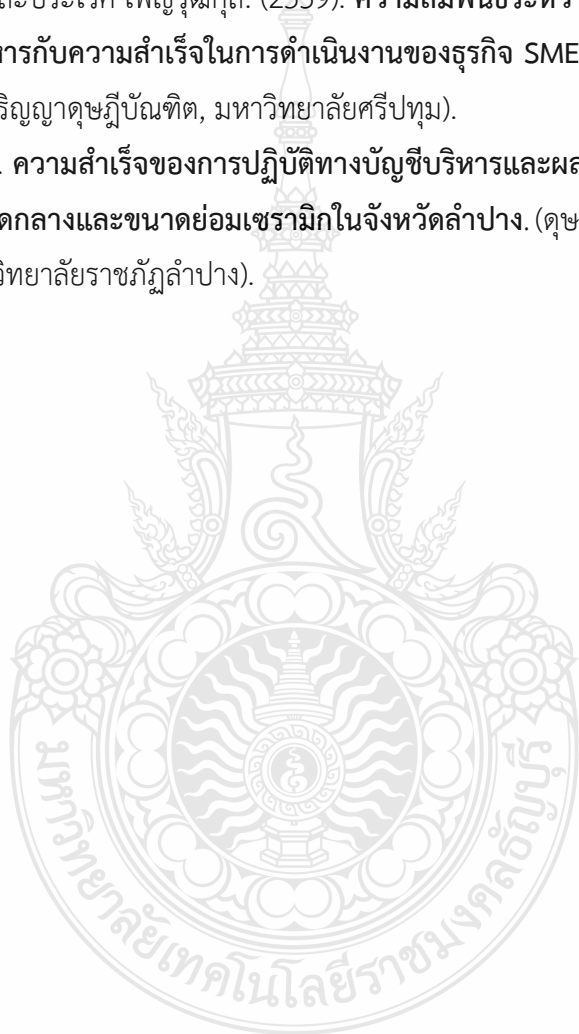 ละประเวศ เพ็ญวุฒิกุล. (2559). ความสัมพันธ์ระหว่
หารกับความสำเร็จในการดำเนินงานของธุรกิจ SME
ริญญาดุษฎีบัณฑิต, มหาวิทยาลัยศรีปทุม).
. ความสำเร็จของการปฏิบัติทางบัญชีบริหารและผล
ดกลางและขนาดย่อมเซรามิกในจังหวัดลำปาง. (ดุษ
วิทยาลัยราชภัฏลำปาง).
มหาวิทยาลัยเทคโนโลยีราชมงคลธัญบุรี